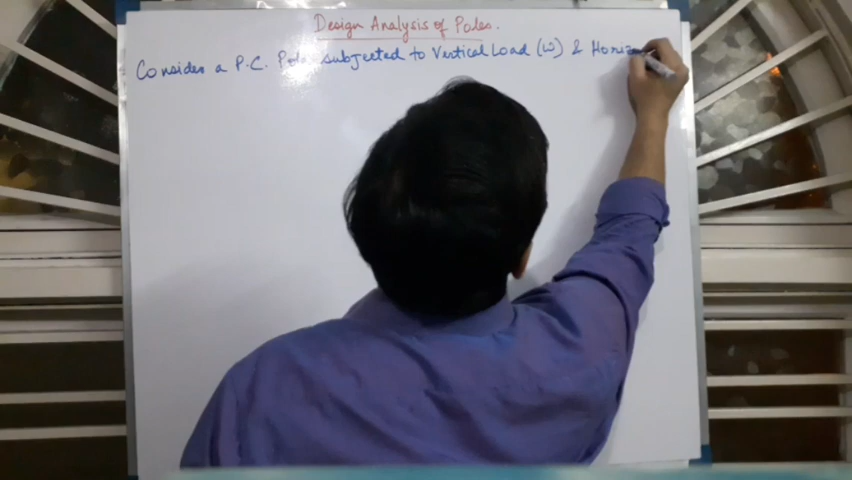 Design Analysis of Poles.
Consider a P.C. Pole subjected to Vertical Load (W) & Horiz